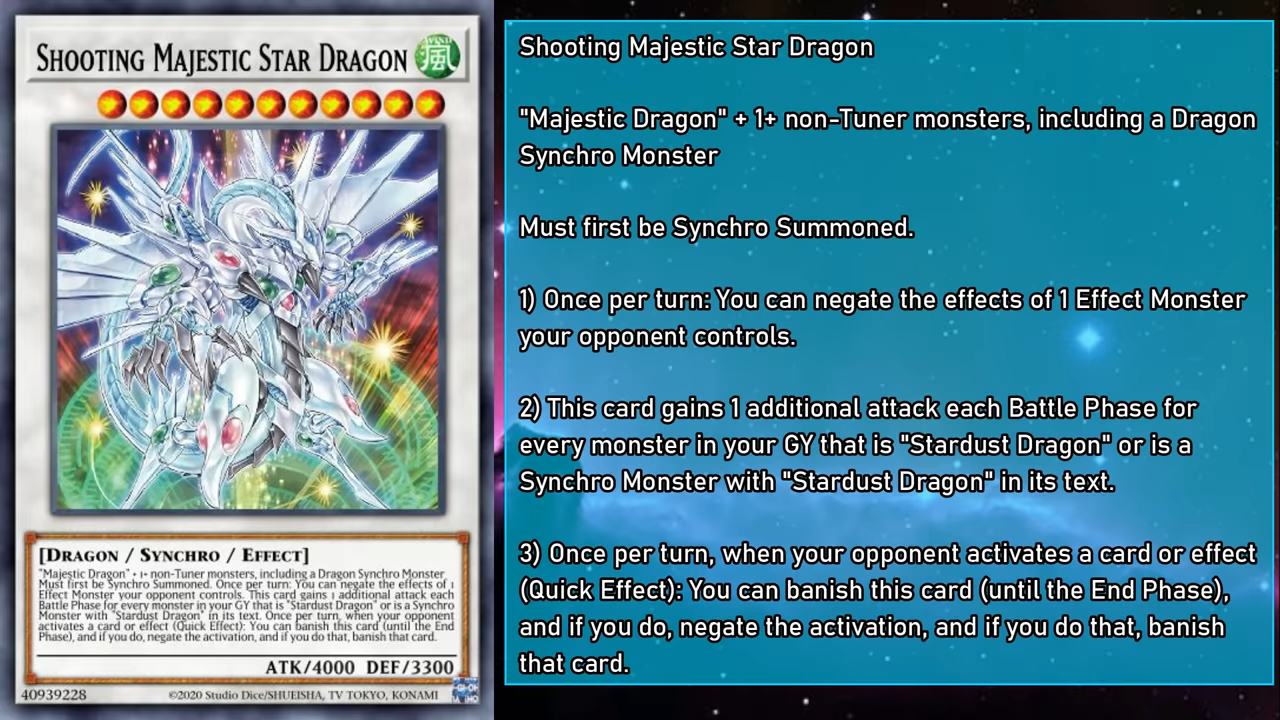 SHOOTING MAJESTIC STAR DRAGON
WIND
風
[DRAGON / SYNCHRO / EFFECT]
"Majestic Dragon" + 1+ non-Tuner monsters, including a Dragon Synchro Monster
Must first be Synchro Summoned. Once per turn: You can negate the effects of 1
Effect Monster your opponent controls. This card gains 1 additional attack each
Battle Phase for every monster in your GY that is "Stardust Dragon" or is a Synchro
Monster with "Stardust Dragon" in its text. Once per turn, when your opponent
activates a card or effect (Quick Effect): You can banish this card (until the End
Phase), and if you do, negate the activation, and if you do that, banish that card.
ATK/4000 DEF/3300
40939228
©2020 Studio Dice/SHUEISHA, TV TOKYO, KONAMI
Shooting Majestic Star Dragon
"Majestic Dragon" + 1+ non-Tuner monsters, including a Dragon
Synchro Monster
Must first be Synchro Summoned.
1) Once per turn: You can negate the effects of 1 Effect Monster
your opponent controls.
2) This card gains 1 additional attack each Battle Phase for
every monster in your GY that is "Stardust Dragon" or is a
Synchro Monster with "Stardust Dragon" in its text.
3) Once per turn, when your opponent activates a card or effect
(Quick Effect): You can banish this card (until the End Phase),
and if you do, negate the activation, and if you do that, banish
that card.